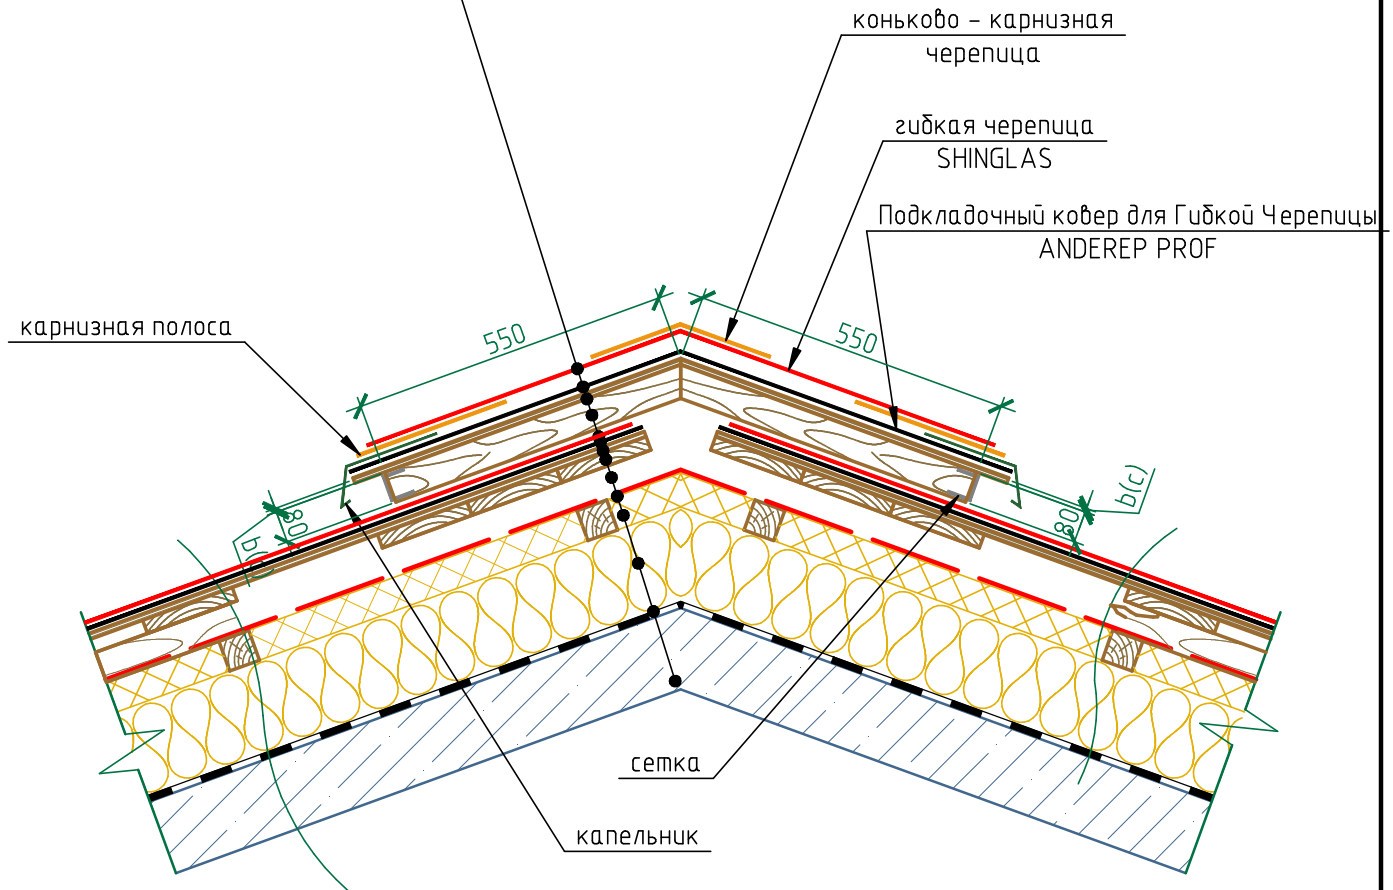 коньково - карнизная
черепица
гибкая черепица
SHINGLAS
Подкладочный ковер для Гибкой Черепицы
ANDEREP PROF
карнизная полоса
550
550
80
b(c)
80
b(c)
сетка
капельник